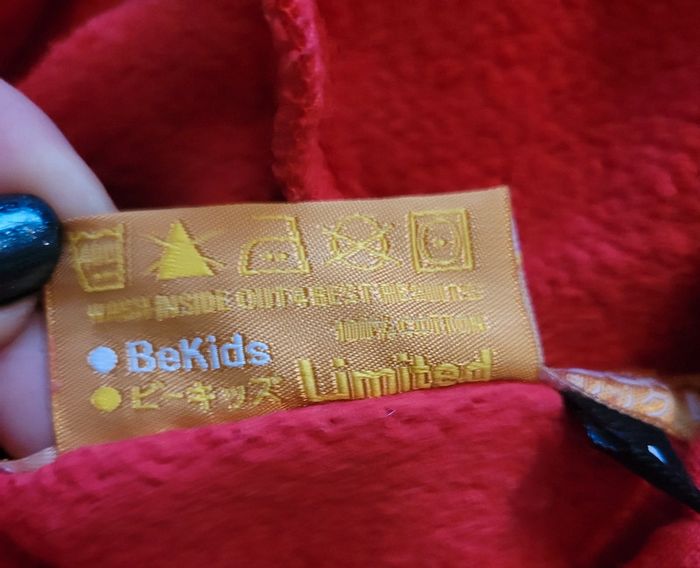 WASH INSIDE OUT 4 BEST RESULTS
100% COTTON
BeKids
ビーキッズ Limited